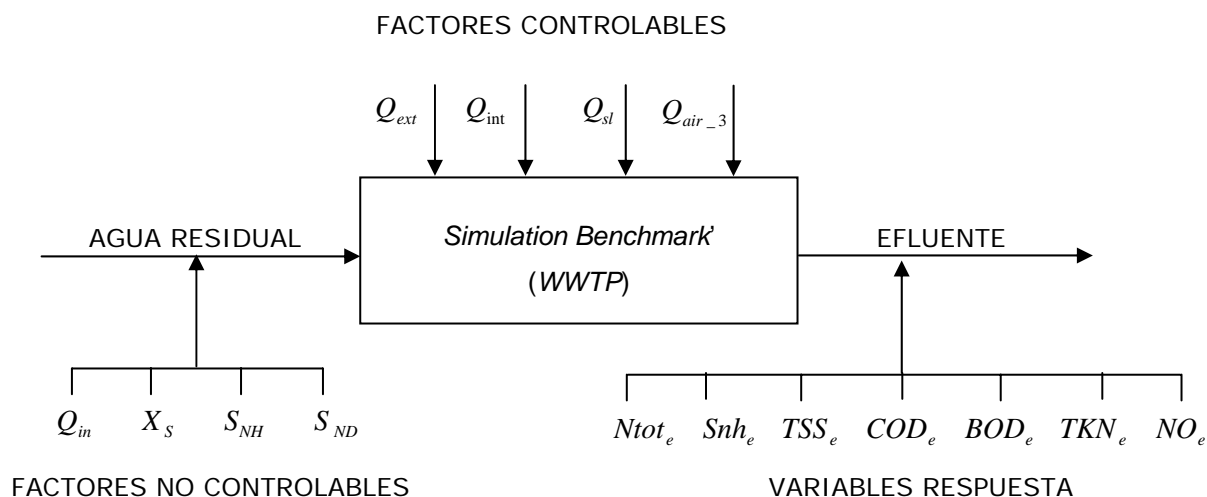 FACTORES CONTROLABLES
Q_ext Q_int Q_sl Q_air_3
AGUA RESIDUAL
Simulation Benchmark'
(WWTP)
EFLUENTE
Q_in X_S S_NH S_ND
Ntot_e Snh_e TSS_e COD_e BOD_e TKN_e NO_e
FACTORES NO CONTROLABLES
VARIABLES RESPUESTA